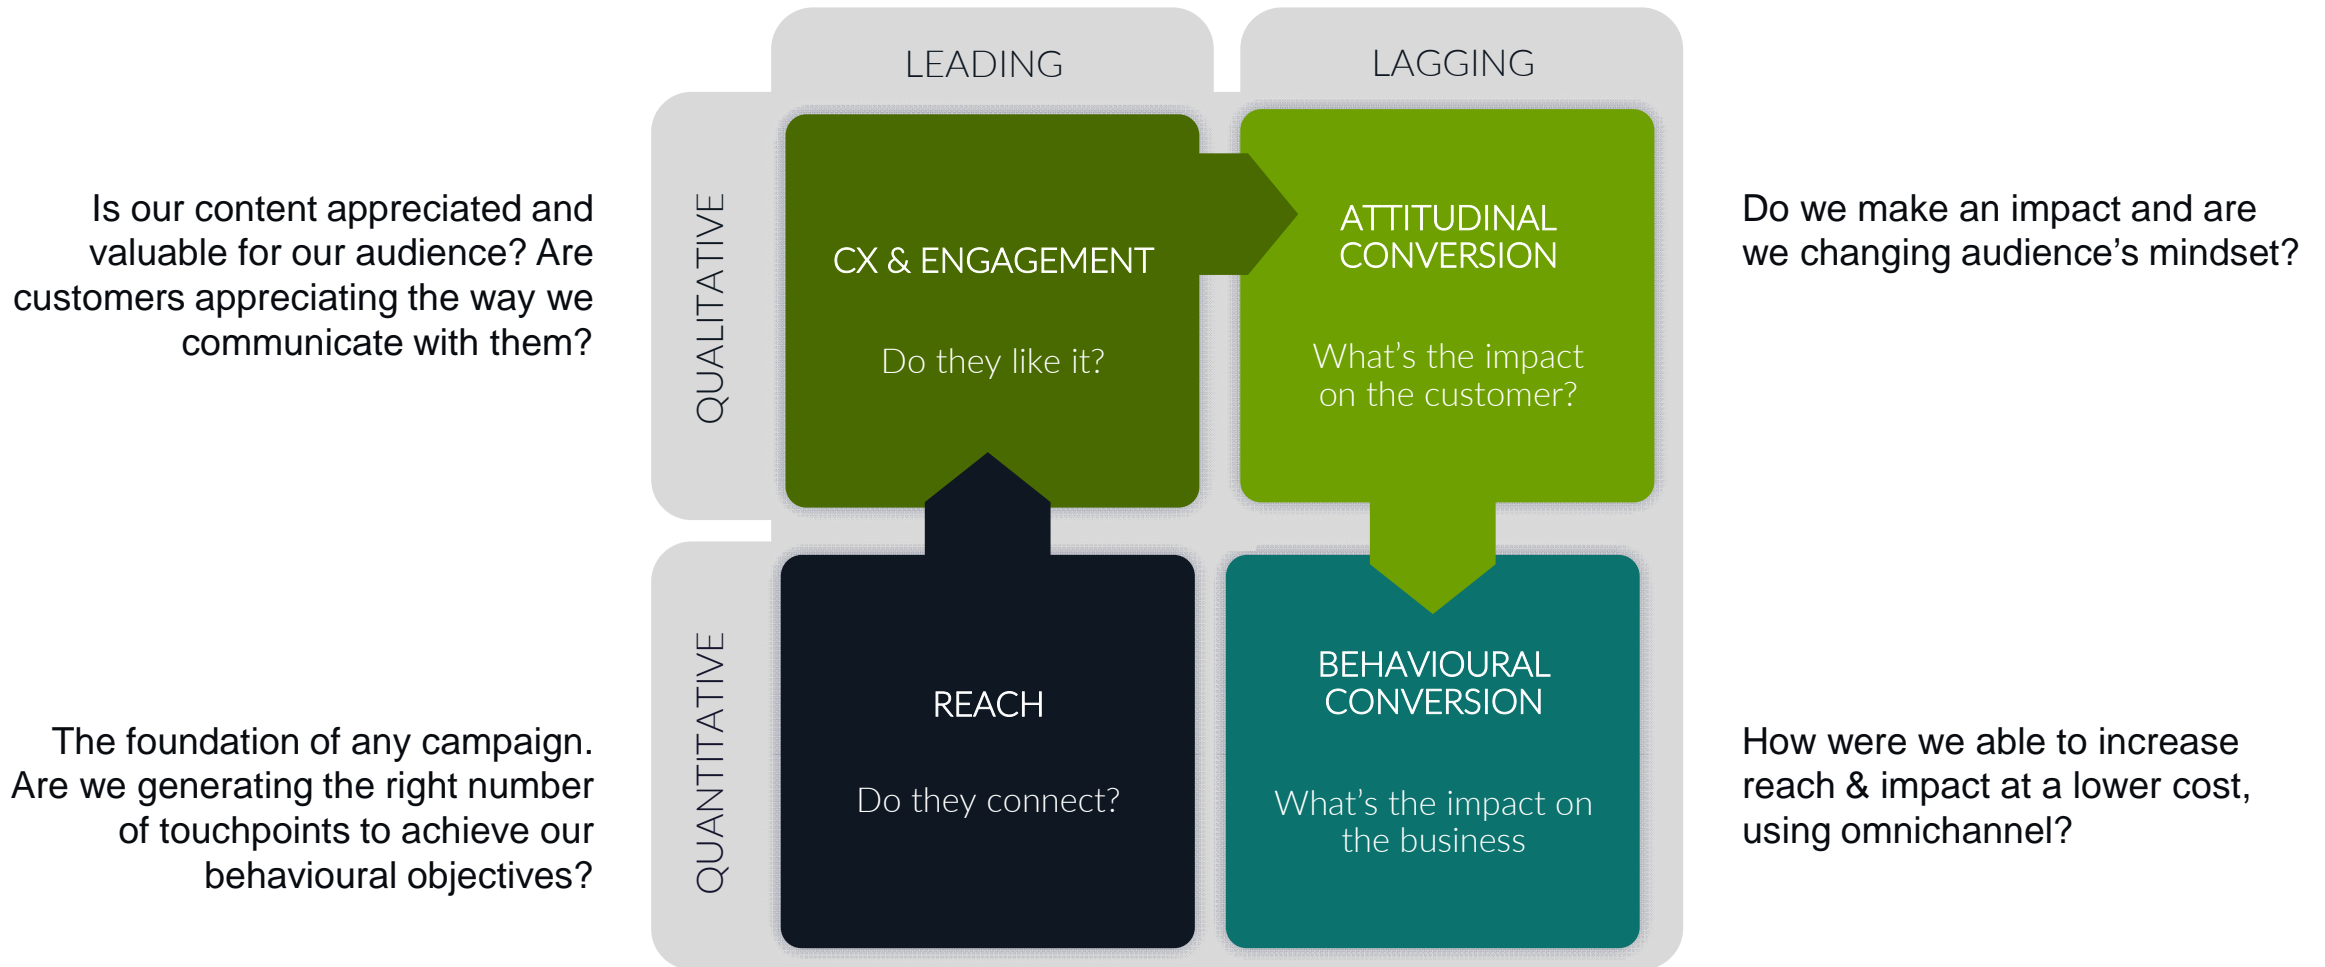 LEADING
LAGGING
Is our content appreciated and
valuable for our audience? Are
customers appreciating the way we
communicate with them?
QUALITATIVE
CX & ENGAGEMENT
Do they like it?
ATTITUDINAL
CONVERSION
What's the impact
on the customer?
Do we make an impact and are
we changing audience's mindset?
The foundation of any campaign.
Are we generating the right number
of touchpoints to achieve our
behavioural objectives?
QUANTITATIVE
REACH
Do they connect?
BEHAVIOURAL
CONVERSION
What's the impact on
the business
How were we able to increase
reach & impact at a lower cost,
using omnichannel?